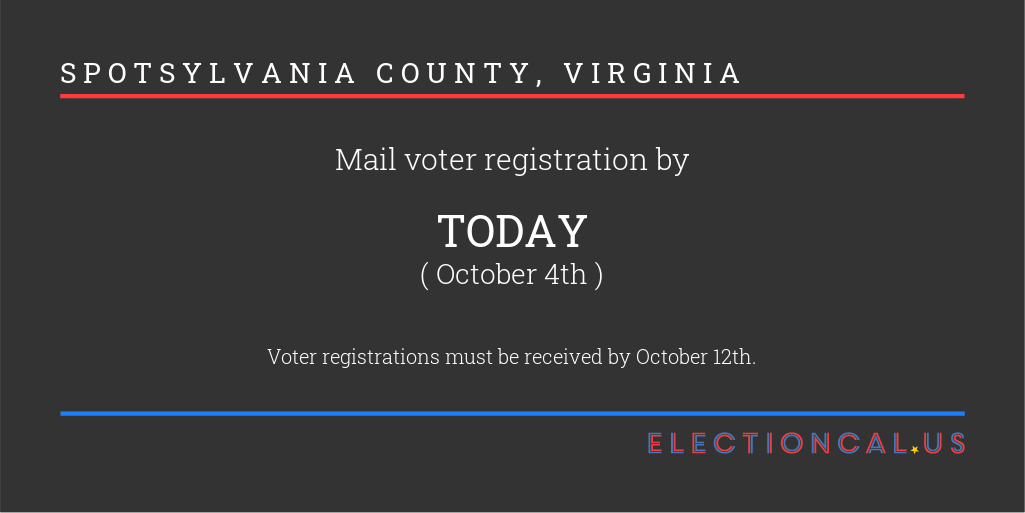 SPOTSYLVANIA COUNTY, VIRGINIA
Mail voter registration by
TODAY
( October 4th )
Voter registrations must be received by October 12th.
ELECTIONCAL.US